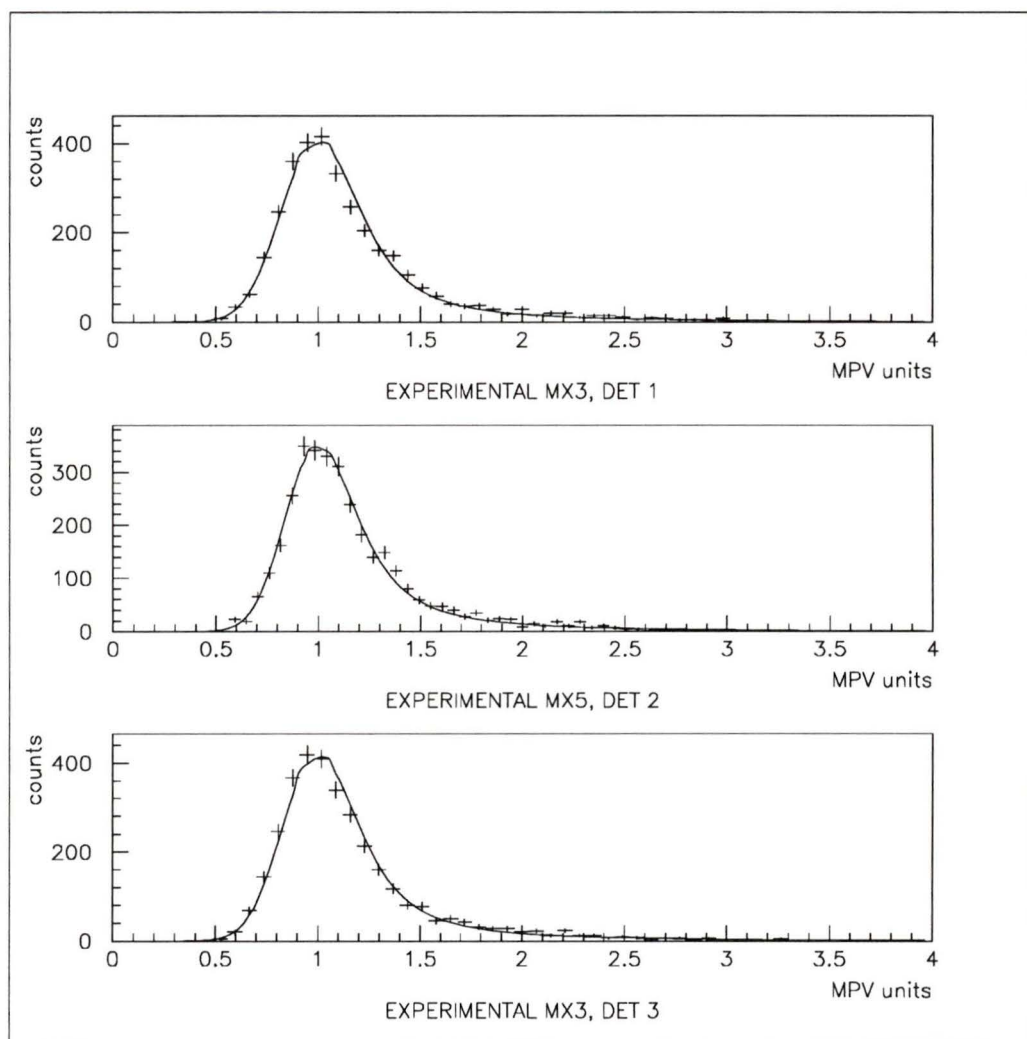 counts
400
200
0
0 0.5 1 1.5 2 2.5 3 3.5 4
MPV units
EXPERIMENTAL MX3, DET 1
counts
300
200
100
0
0 0.5 1 1.5 2 2.5 3 3.5 4
MPV units
EXPERIMENTAL MX5, DET 2
counts
400
200
0
0 0.5 1 1.5 2 2.5 3 3.5 4
MPV units
EXPERIMENTAL MX3, DET 3